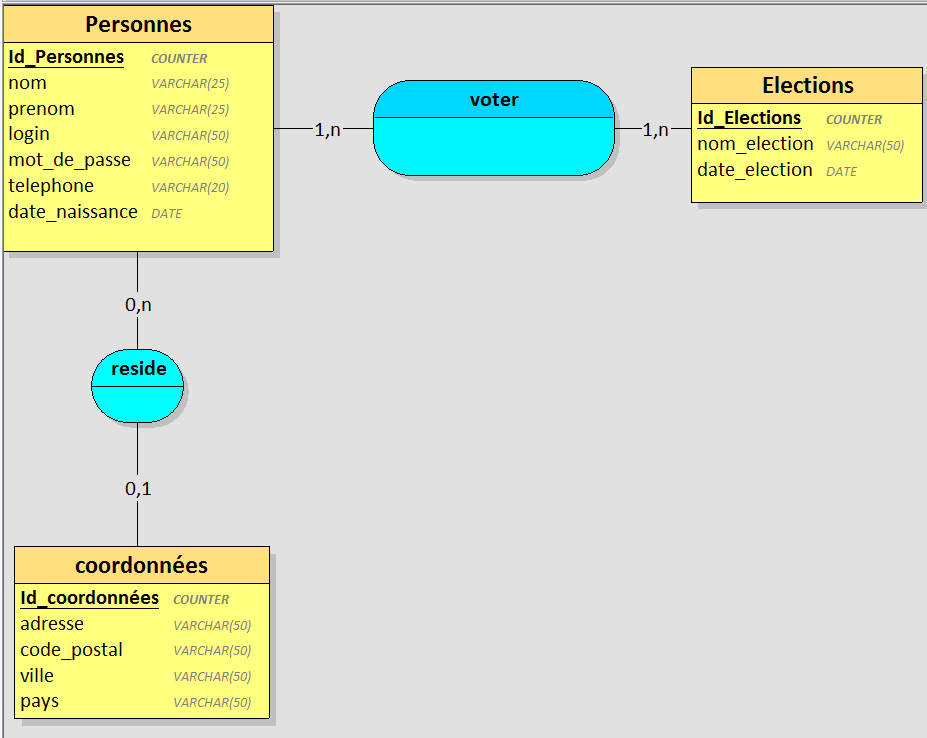 Personnes
Id_Personnes COUNTER
nom VARCHAR(25)
prenom VARCHAR(25)
login VARCHAR(50)
mot_de_passe VARCHAR(50)
telephone VARCHAR(20)
date_naissance DATE
1,n
voter
1,n
Elections
Id_Elections COUNTER
nom_election VARCHAR(50)
date_election DATE
0,n
reside
0,1
coordonnées
Id_coordonnées COUNTER
adresse VARCHAR(50)
code_postal VARCHAR(50)
ville VARCHAR(50)
pays VARCHAR(50)